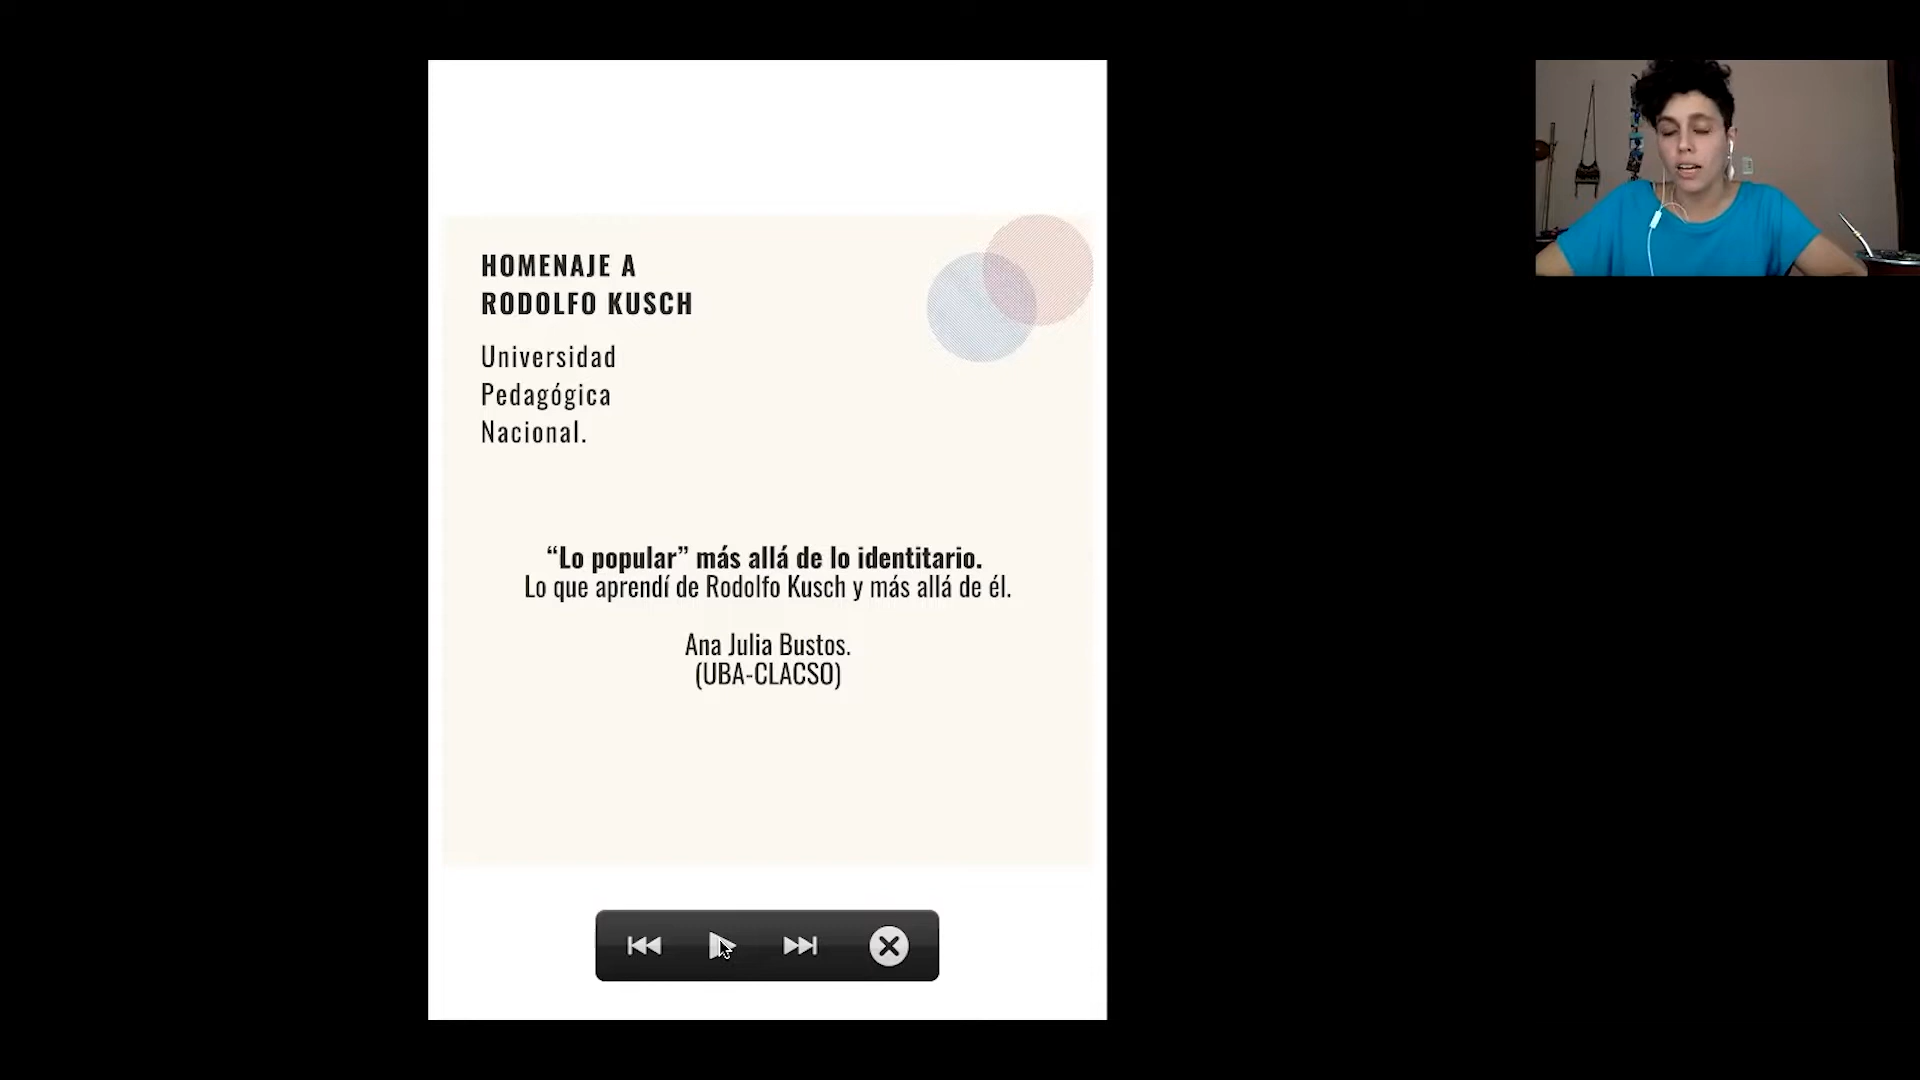 HOMENAJE A
RODOLFO KUSCH
Universidad
Pedagógica
Nacional.
“Lo popular” más allá de lo identitario.
Lo que aprendí de Rodolfo Kusch y más allá de él.
Ana Julia Bustos.
(UBA-CLACSO)